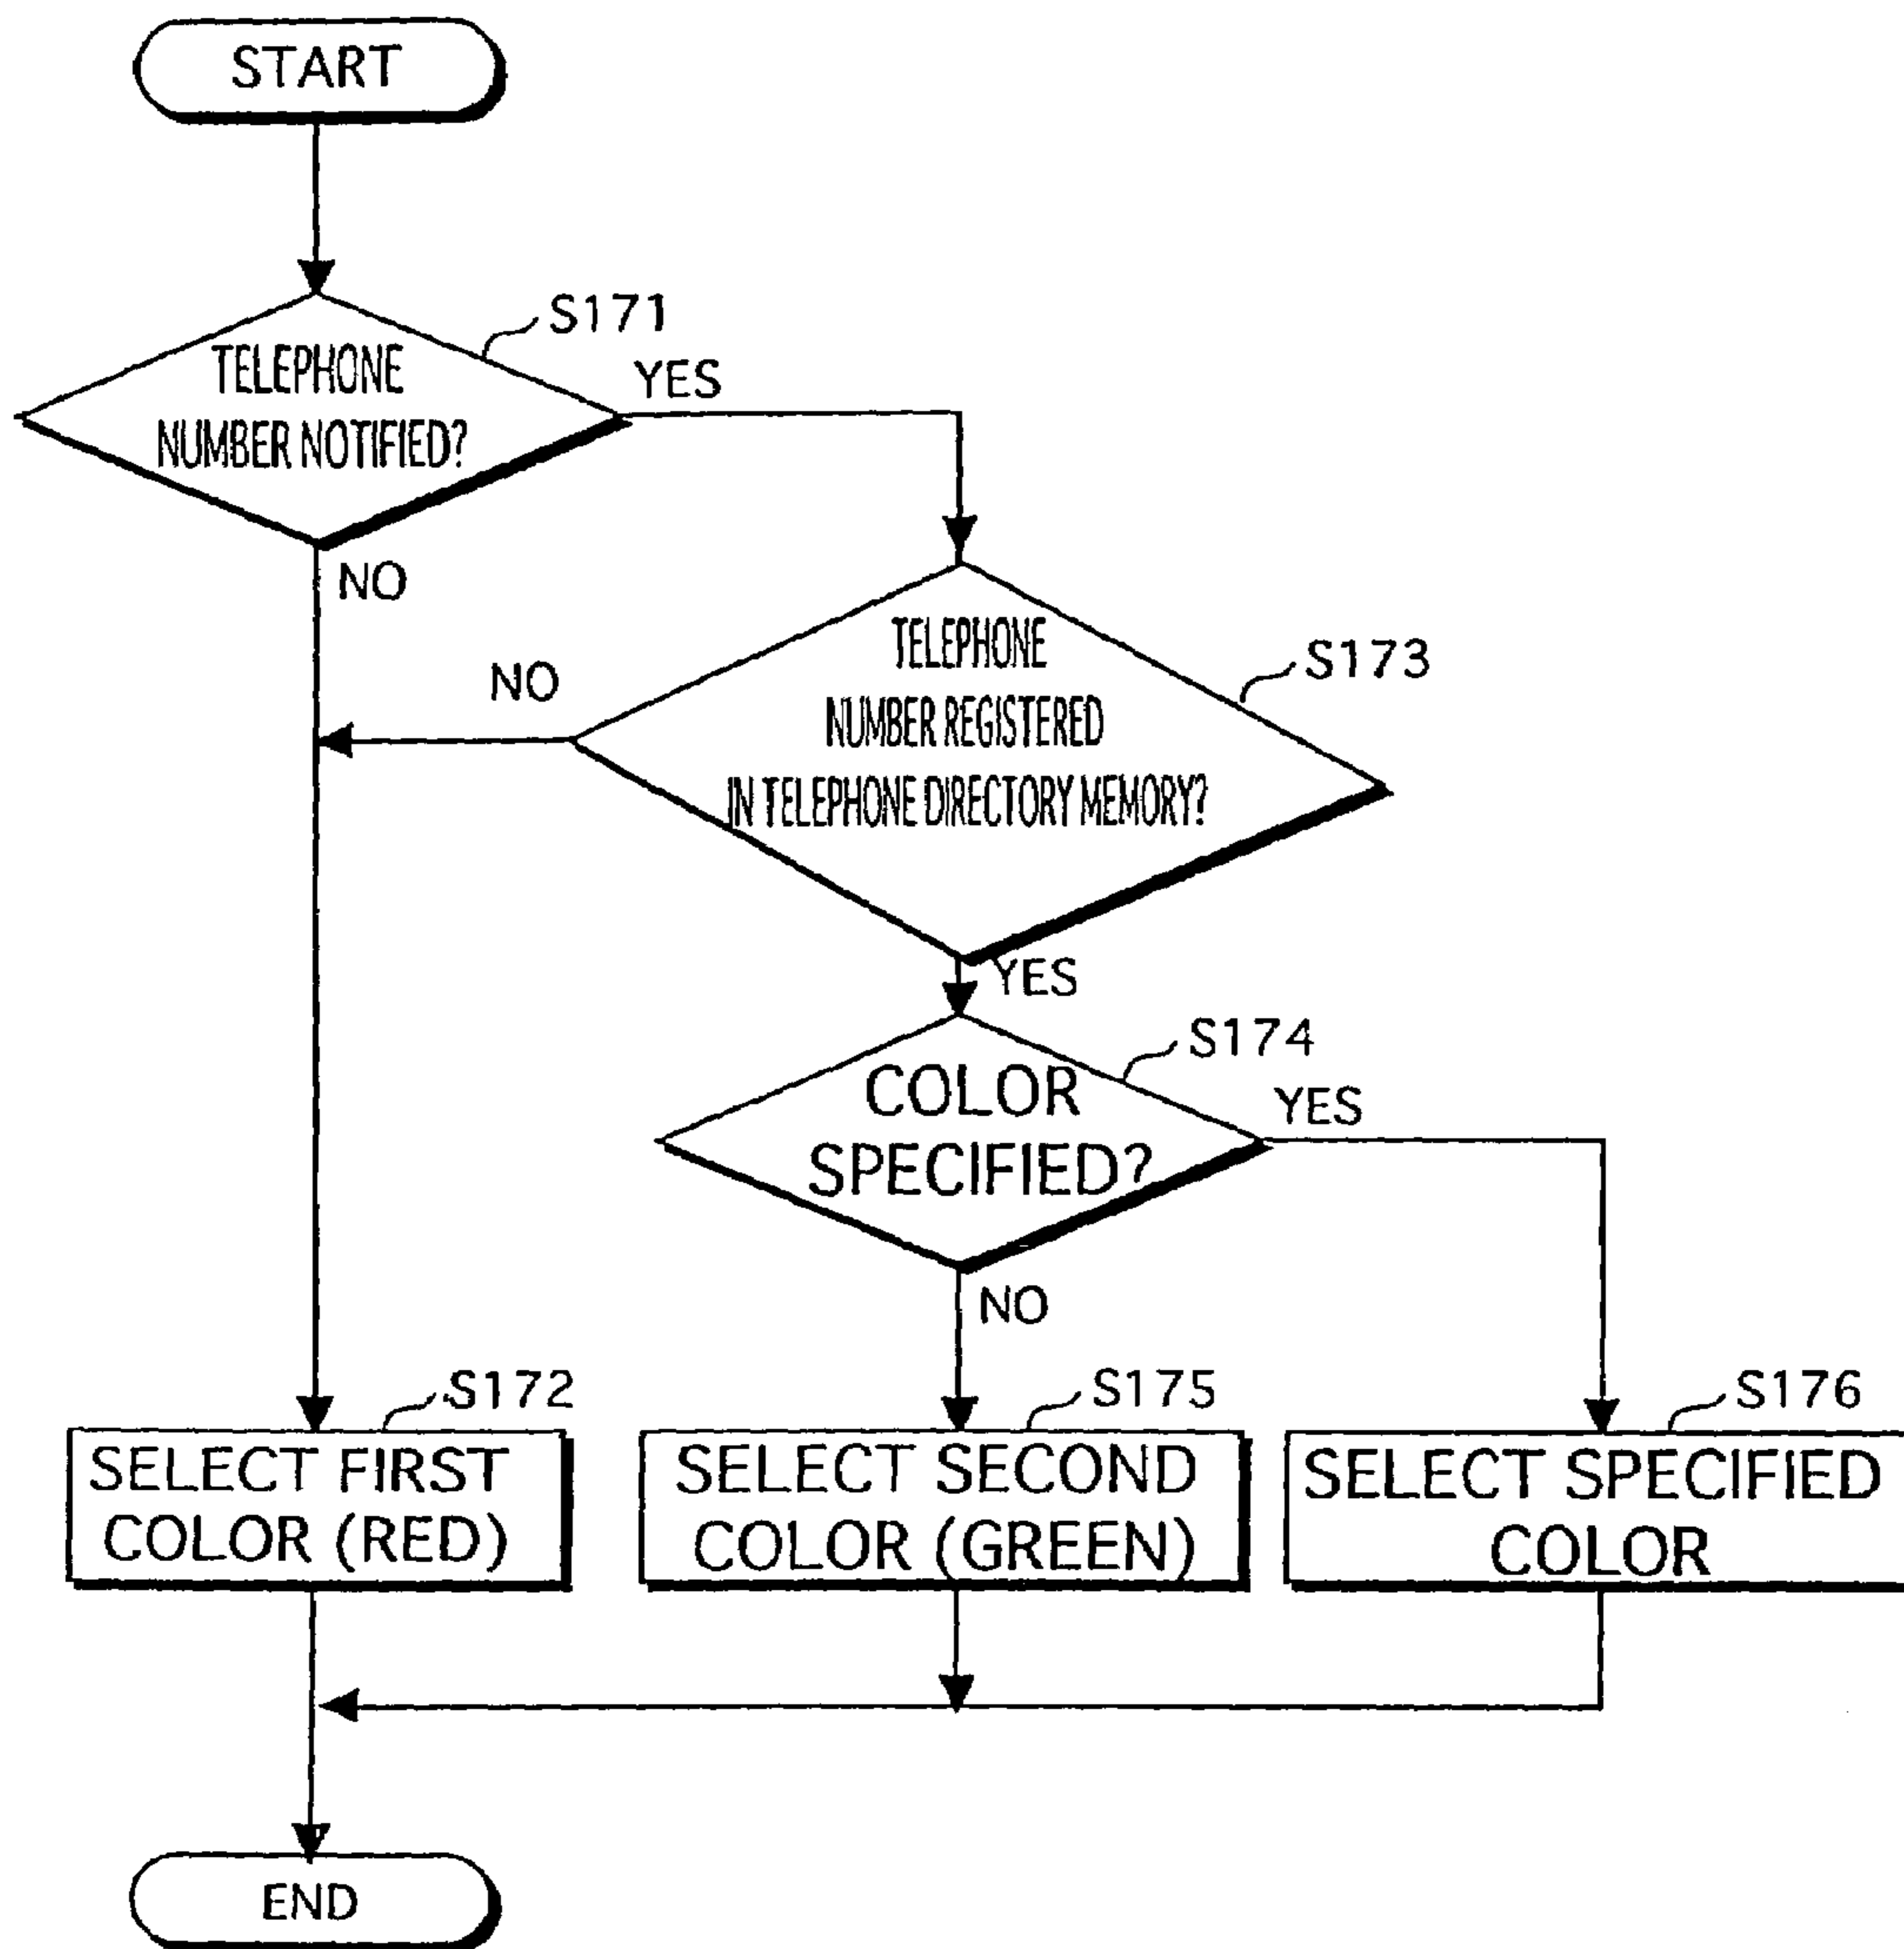 START
S171
TELEPHONE
NUMBER NOTIFIED?
YES
NO
TELEPHONE
NUMBER REGISTERED
IN TELEPHONE DIRECTORY MEMORY?
S173
NO
YES
S174
COLOR
SPECIFIED?
YES
NO
S172
SELECT FIRST
COLOR (RED)
S175
SELECT SECOND
COLOR (GREEN)
S176
SELECT SPECIFIED
COLOR
END